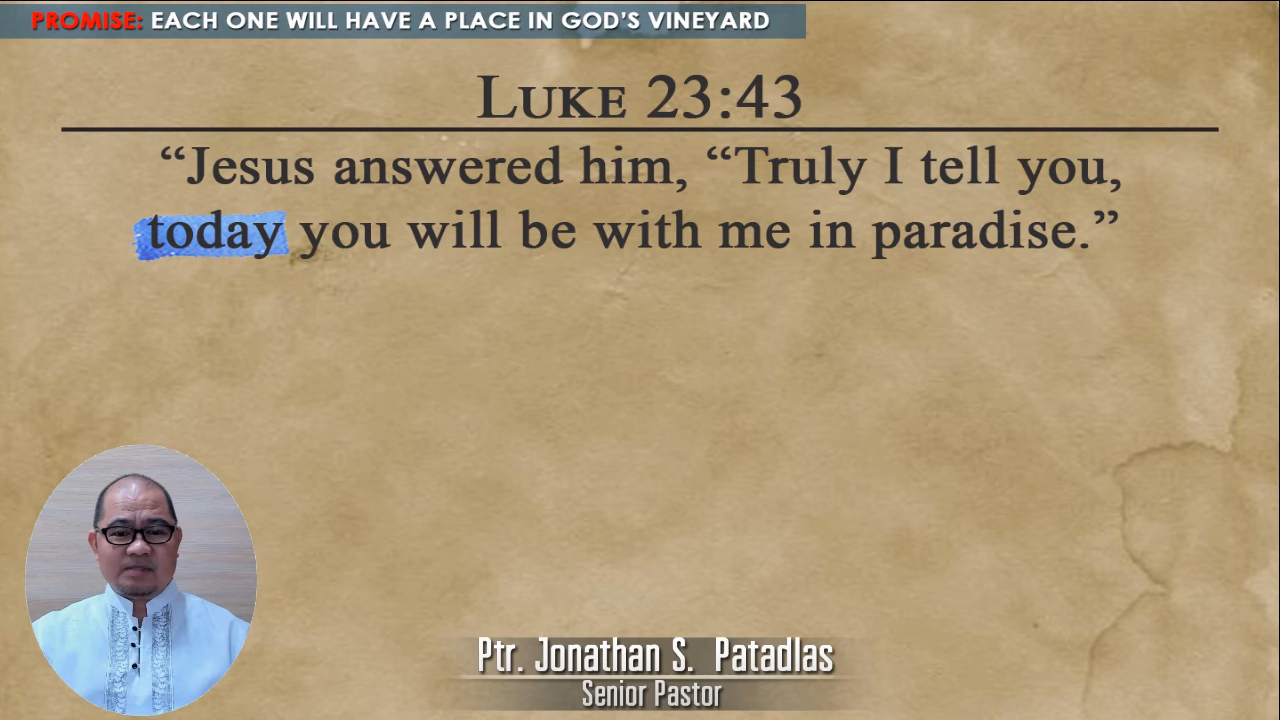 PROMISE: EACH ONE WILL HAVE A PLACE IN GOD'S VINEYARD
LUKE 23:43
“Jesus answered him, “Truly I tell you,
today you will be with me in paradise.”
Ptr. Jonathan S. Patadlas
Senior Pastor